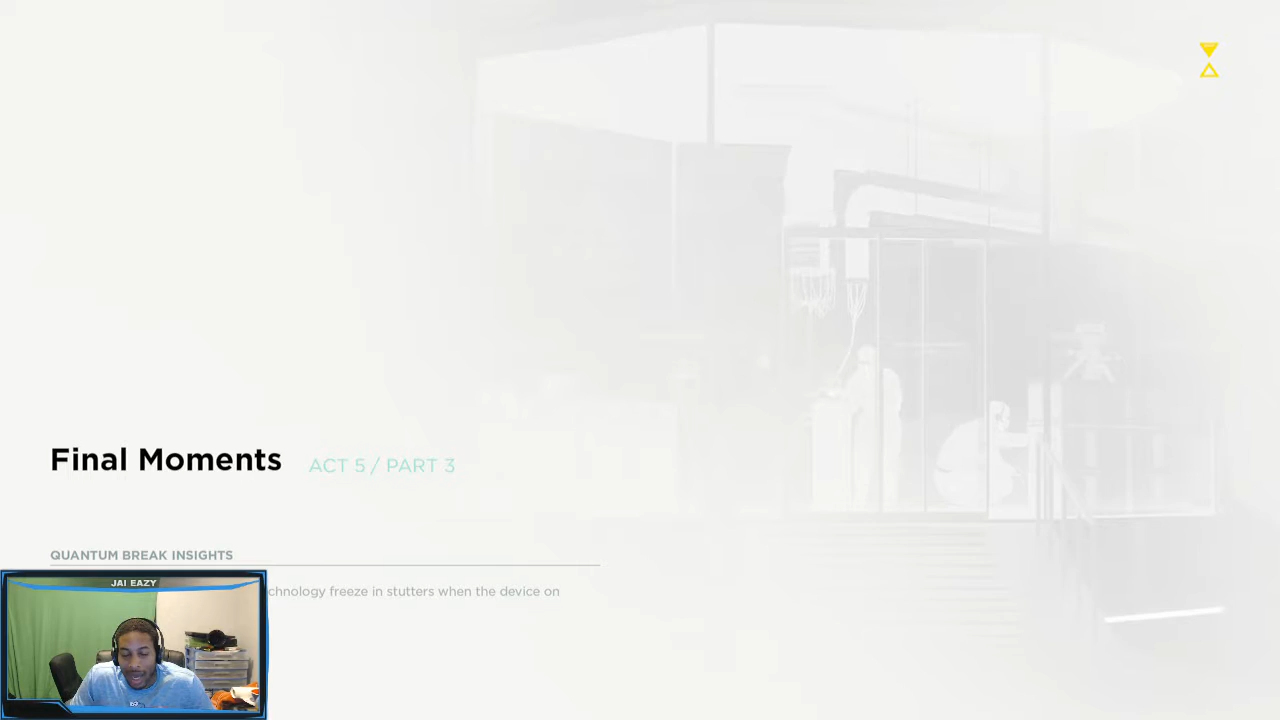 Final Moments
ACT 5 / PART 3
QUANTUM BREAK INSIGHTS
chnology freeze in stutters when the device on
JAI EAZY